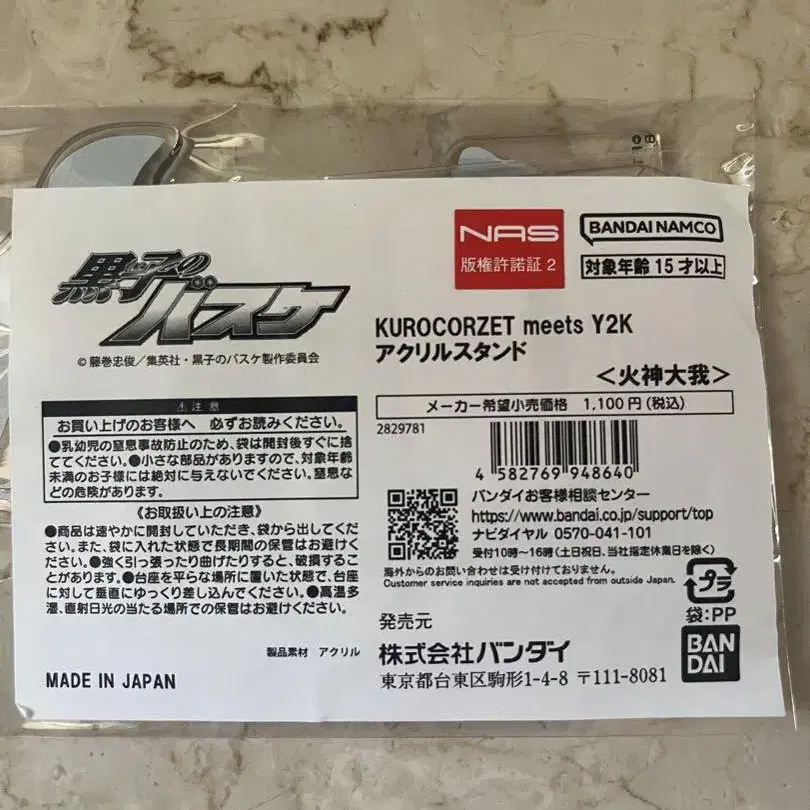 黒子の
バスケ
© 藤巻忠俊／集英社・黒子のバスケ製作委員会
⚠注意
お買い上げのお客様へ 必ずお読みください。
●乳幼児の窒息事故防止のため、袋は開封後すぐに捨
ててください。●小さな部品がありますので、対象年齢
未満のお子様には絶対に与えないでください。窒息な
どの危険があります。
《お取扱い上の注意》
●商品は速やかに開封していただき、袋から出してくだ
さい。また、袋に入れた状態で長期間の保管はお避けく
ださい。●強く引っ張ったり曲げたりすると、破損するこ
とがあります。●台座を平らな場所に置いた状態で、台座
に対して垂直にゆっくり差し込んでください。●高温多
湿、直射日光の当たる場所での保管はお避けください。
製品素材 アクリル
MADE IN JAPAN
NAS
版権許諾証 2
BANDAI NAMCO
対象年齢 15才以上
KUROCORZET meets Y2K
アクリルスタンド
＜火神大我＞
メーカー希望小売価格 1,100円(税込)
2829781
4 582769 948640
バンダイお客様相談センター
https://www.bandai.co.jp/support/top
ナビダイヤル 0570-041-101
受付10時～16時(土日祝日、当社指定休業日を除く)
海外からのお問い合わせは受け付けておりません。
Customer service inquiries are not accepted from outside Japan.
プラ
袋:PP
発売元
株式会社バンダイ
東京都台東区駒形1-4-8 〒111-8081
BAN
DAI